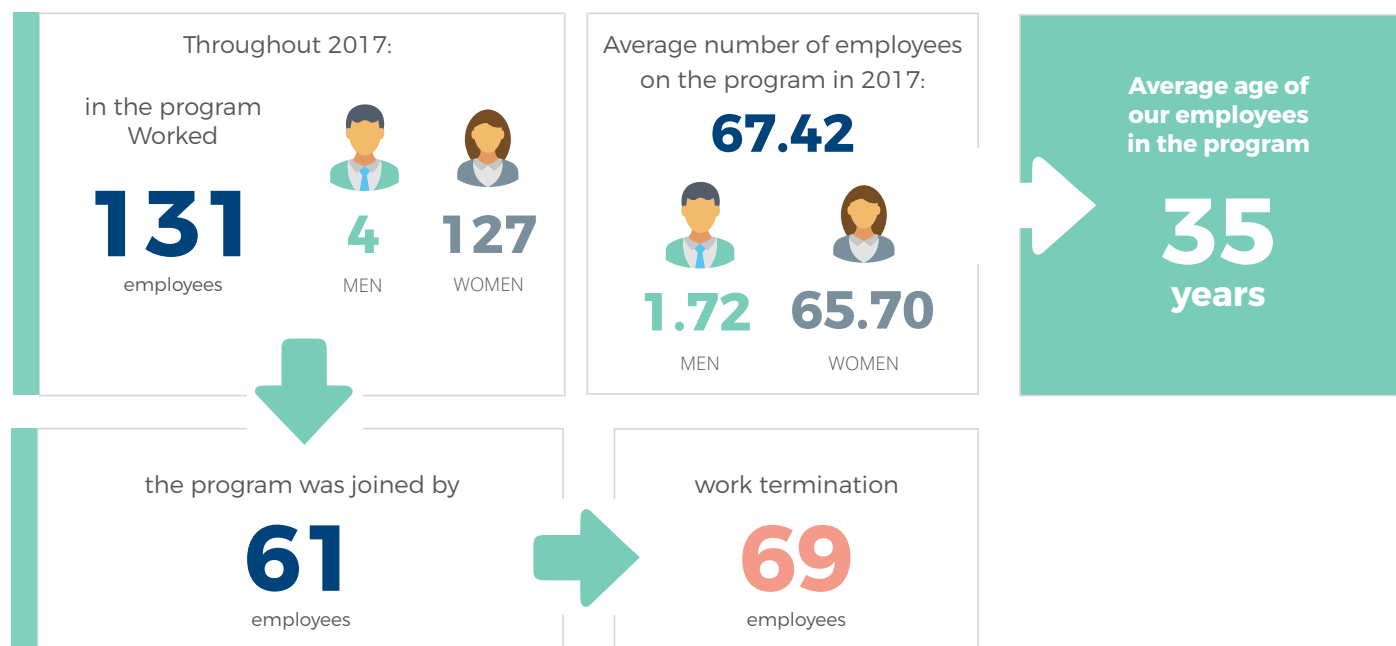 Throughout 2017:
in the program
Worked
131
employees
4
MEN
127
WOMEN
Average number of employees
on the program in 2017:
67.42
1.72
MEN
65.70
WOMEN
Average age of
our employees
in the program
35
years
the program was joined by
61
employees
work termination
69
employees